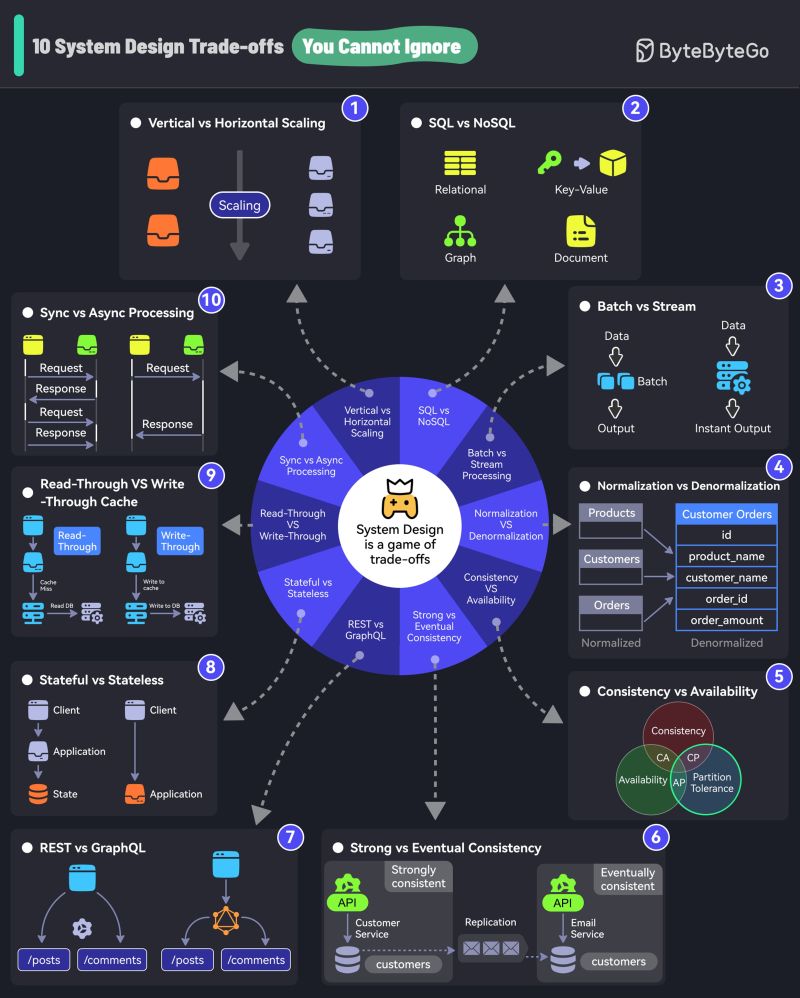 10 System Design Trade-offs You Cannot Ignore
ByteByteGo
1
Vertical vs Horizontal Scaling
Scaling
2
SQL vs NoSQL
Relational
Key-Value
Graph
Document
3
Batch vs Stream
Data
Data
Batch
Output
Instant Output
10
Sync vs Async Processing
Request
Response
Request
Response
Request
Response
Vertical vs
Horizontal
Scaling
SQL vs
NoSQL
Batch vs
Stream
Processing
Normalization
VS
Denormalization
Consistency
VS
Availability
Strong vs
Eventual
Consistency
REST vs
GraphQL
Stateful vs
Stateless
Read-Through
VS
Write-Through
Sync vs Async
Processing
System Design
is a game of
trade-offs
4
Normalization vs Denormalization
Products
Customers
Orders
Normalized
Customer Orders
id
product_name
customer_name
order_id
order_amount
Denormalized
9
Read-Through VS Write
-Through Cache
Read-
Through
Write-
Through
Cache
Miss
Write to
cache
Read DB
Write to DB
5
Consistency vs Availability
Consistency
CA
CP
Availability
AP
Partition
Tolerance
8
Stateful vs Stateless
Client
Client
Application
State
Application
7
REST vs GraphQL
/posts
/comments
/posts
/comments
6
Strong vs Eventual Consistency
Strongly
consistent
API
Customer
Service
customers
Replication
Eventually
consistent
API
Email
Service
customers